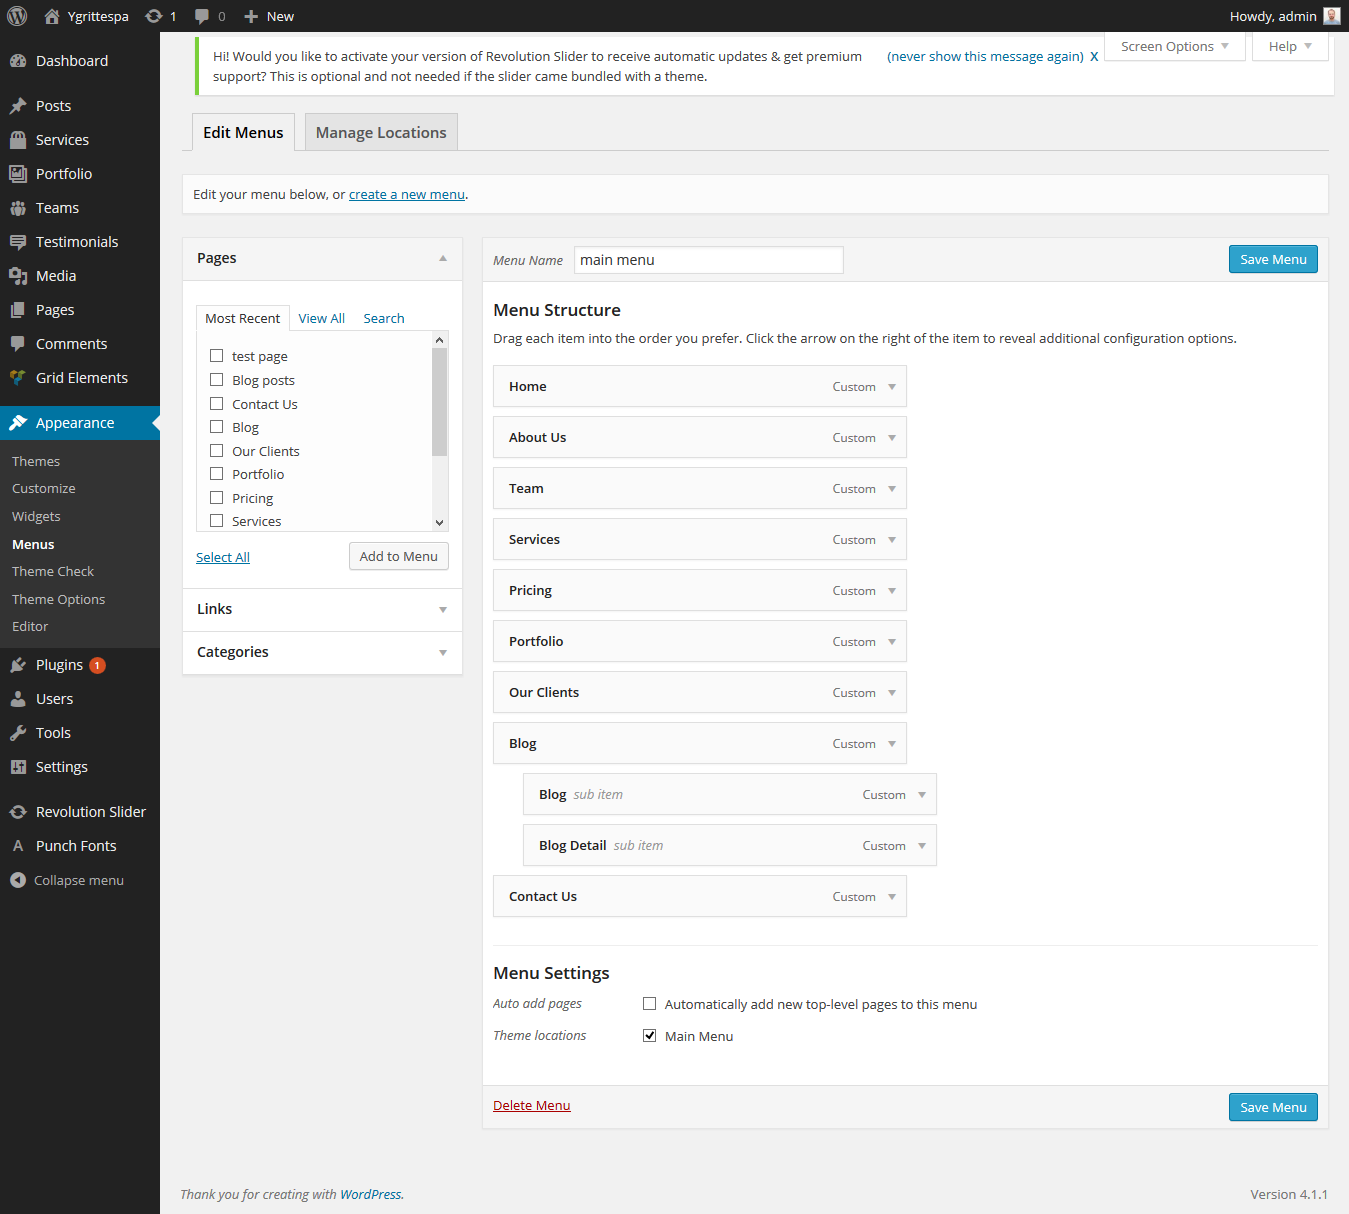 Ygrittespa 1 0 New Howdy, admin
Dashboard
Posts
Services
Portfolio
Teams
Testimonials
Media
Pages
Comments
Grid Elements
Appearance
Themes
Customize
Widgets
Menus
Theme Check
Theme Options
Editor
Plugins 1
Users
Tools
Settings
Revolution Slider
Punch Fonts
Collapse menu
Hi! Would you like to activate your version of Revolution Slider to receive automatic updates & get premium
support? This is optional and not needed if the slider came bundled with a theme.
(never show this message again) X
Screen Options
Help
Edit Menus
Manage Locations
Edit your menu below, or create a new menu.
Pages
Most Recent View All Search
test page
Blog posts
Contact Us
Blog
Our Clients
Portfolio
Pricing
Services
Select All
Add to Menu
Links
Categories
Menu Name main menu
Save Menu
Menu Structure
Drag each item into the order you prefer. Click the arrow on the right of the item to reveal additional configuration options.
Home Custom
About Us Custom
Team Custom
Services Custom
Pricing Custom
Portfolio Custom
Our Clients Custom
Blog Custom
Blog sub item Custom
Blog Detail sub item Custom
Contact Us Custom
Menu Settings
Auto add pages Automatically add new top-level pages to this menu
Theme locations Main Menu
Delete Menu
Save Menu
Thank you for creating with WordPress.
Version 4.1.1